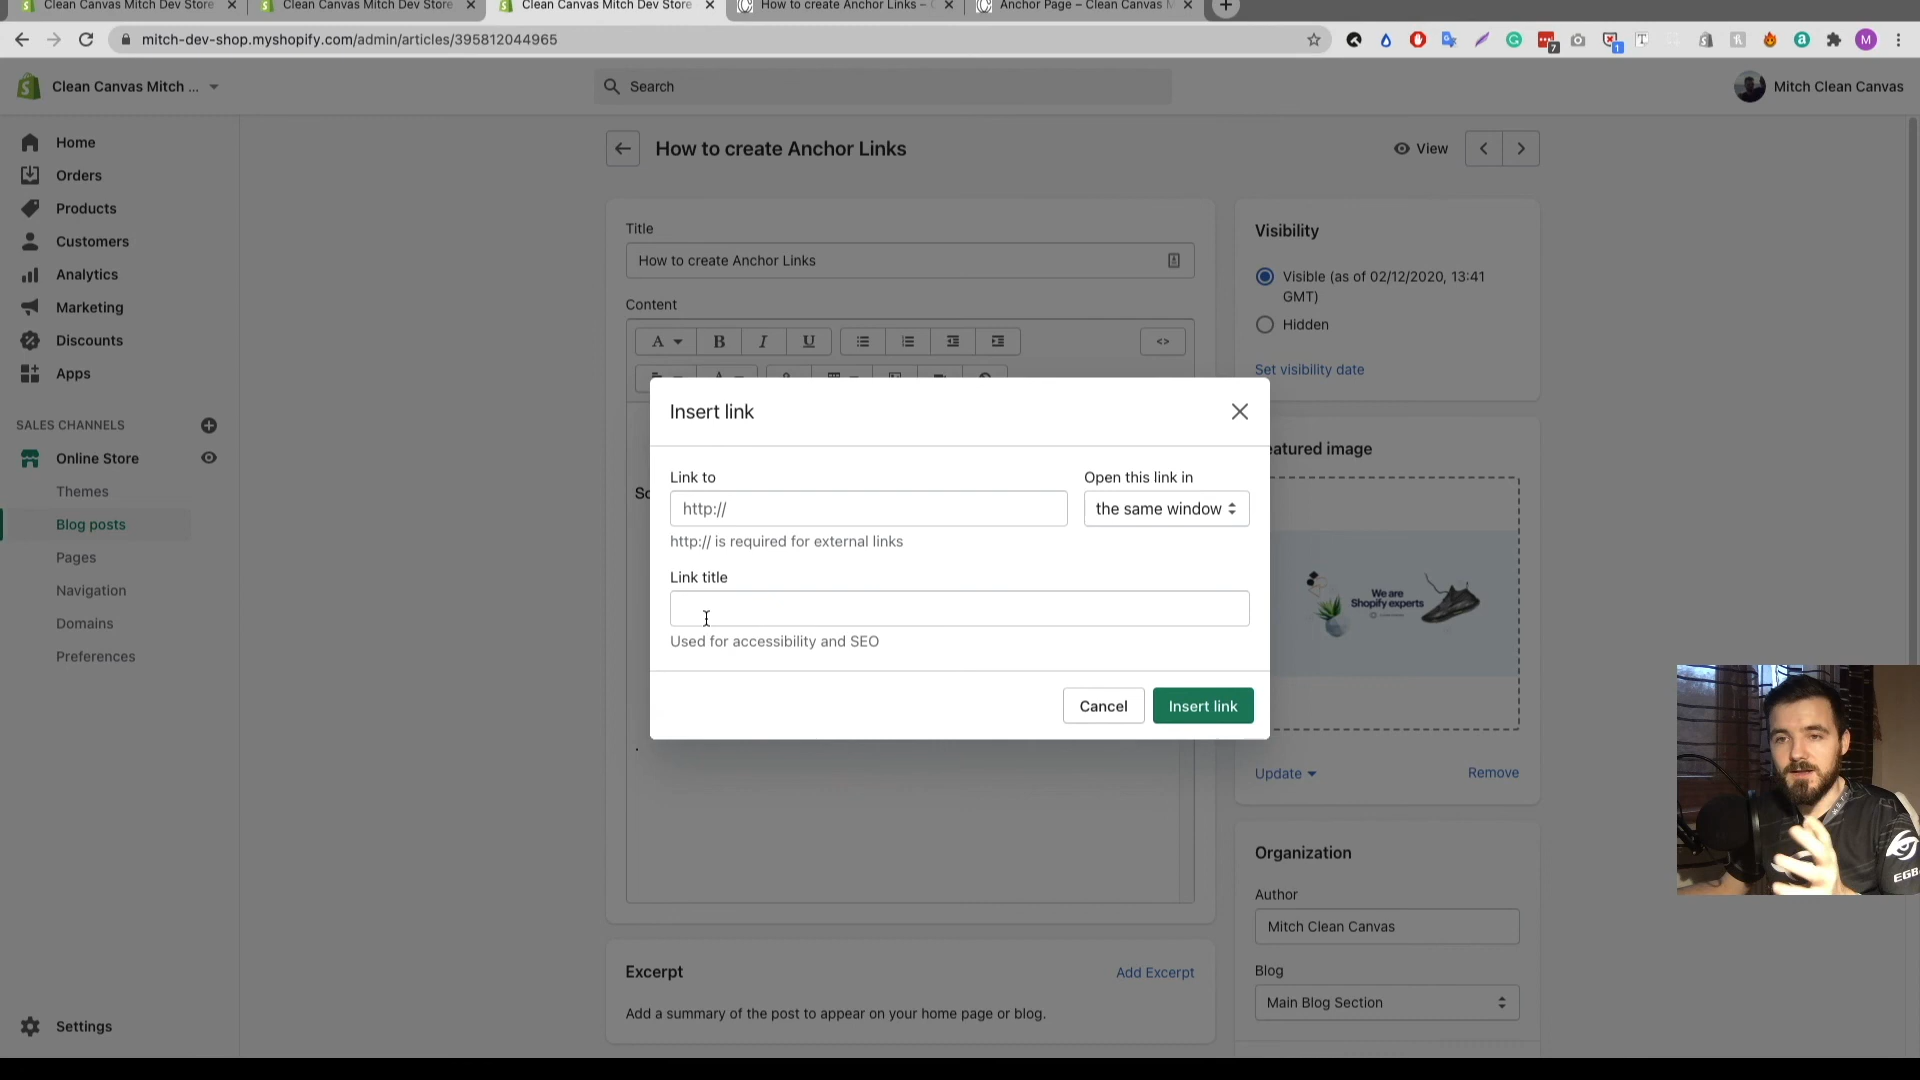 Clean Canvas Mitch Dev Store
Clean Canvas Mitch Dev Store
Clean Canvas Mitch Dev Store
How to create Anchor Links –
Anchor Page – Clean Canvas
mitch-dev-shop.myshopify.com/admin/articles/395812044965
7
1
M
Clean Canvas Mitch ...
Search
Mitch Clean Canvas
Home
Orders
Products
Customers
Analytics
Marketing
Discounts
Apps
SALES CHANNELS
Online Store
Themes
Blog posts
Pages
Navigation
Domains
Preferences
Settings
How to create Anchor Links
View
Title
How to create Anchor Links
Content
A
B
I
U
<>
Insert link
Link to
http://
http:// is required for external links
Open this link in
the same window
Link title
Used for accessibility and SEO
Cancel
Insert link
Excerpt
Add Excerpt
Add a summary of the post to appear on your home page or blog.
Visibility
Visible (as of 02/12/2020, 13:41
GMT)
Hidden
Set visibility date
eatured image
We are
Shopify experts
Update
Remove
Organization
Author
Mitch Clean Canvas
Blog
Main Blog Section